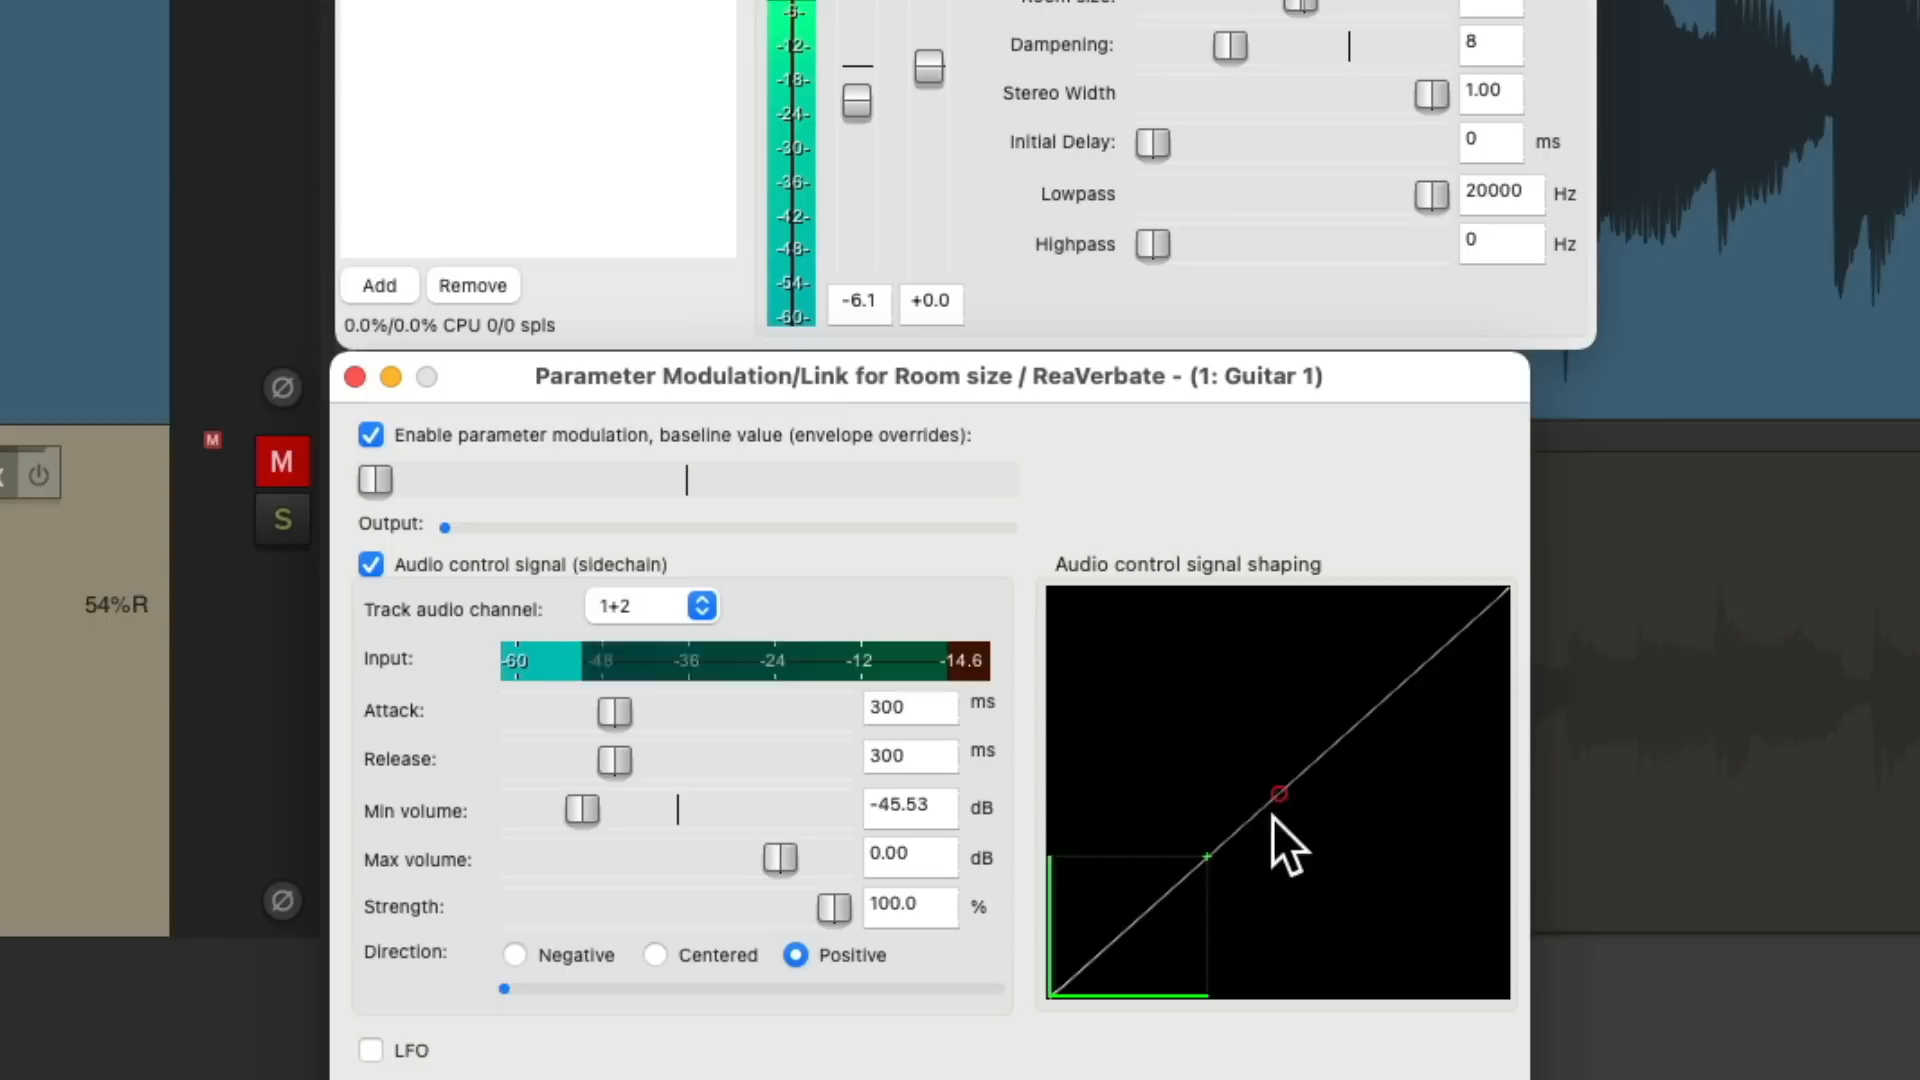 -6-
-12-
-18-
-24-
-30-
-36-
-42-
-48-
-54-
-60-
-6.1
+0.0
Room size:
Dampening:
8
Stereo Width
1.00
Initial Delay:
0
ms
Lowpass
20000
Hz
Highpass
0
Hz
Add
Remove
0.0%/0.0% CPU 0/0 spls
M
M
S
54%R
Parameter Modulation/Link for Room size / ReaVerbate - (1: Guitar 1)
Enable parameter modulation, baseline value (envelope overrides):
Output:
Audio control signal (sidechain)
Track audio channel:
1+2
Input:
-60 -48 -36 -24 -12 -14.6
Attack:
300
ms
Release:
300
ms
Min volume:
-45.53
dB
Max volume:
0.00
dB
Strength:
100.0
%
Direction:
Negative
Centered
Positive
LFO
Audio control signal shaping